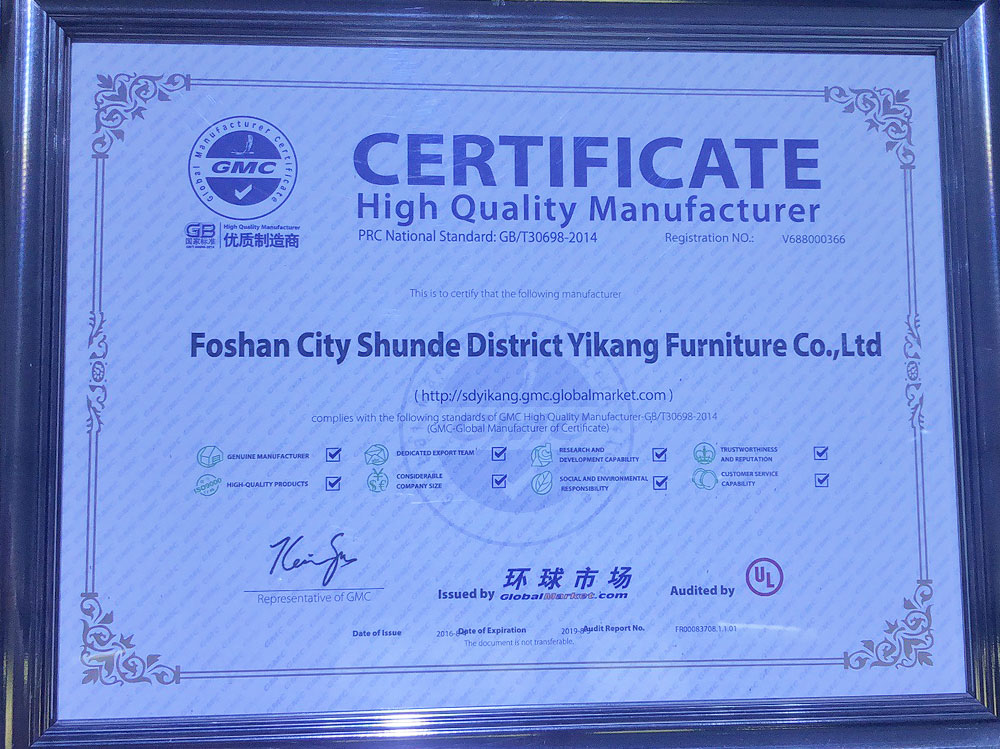 Global Manufacturer Certificate
GMC
GB
国家标准
High Quality Manufacturer
优质制造商
CERTIFICATE
High Quality Manufacturer
PRC National Standard: GB/T30698-2014 Registration NO.: V688000366
This is to certify that the following manufacturer
Foshan City Shunde District Yikang Furniture Co.,Ltd
( http://sdyikang.gmc.globalmarket.com )
complies with the following standards of GMC High Quality Manufacturer-GB/T30698-2014
(GMC-Global Manufacturer of Certificate)
GENUINE MANUFACTURER
DEDICATED EXPORT TEAM
RESEARCH AND
DEVELOPMENT CAPABILITY
TRUSTWORTHINESS
AND REPUTATION
ISO9000
HIGH-QUALITY PRODUCTS
CONSIDERABLE
COMPANY SIZE
SOCIAL AND ENVIRONMENTAL
RESPONSIBILITY
CUSTOMER SERVICE
CAPABILITY
Representative of GMC
Issued by
环球市场
GlobalMarket.com
Audited by
UL
Date of Issue 2016- Date of Expiration 2019- Audit Report No. FR00083708.1.1.01
The document is not transferable.